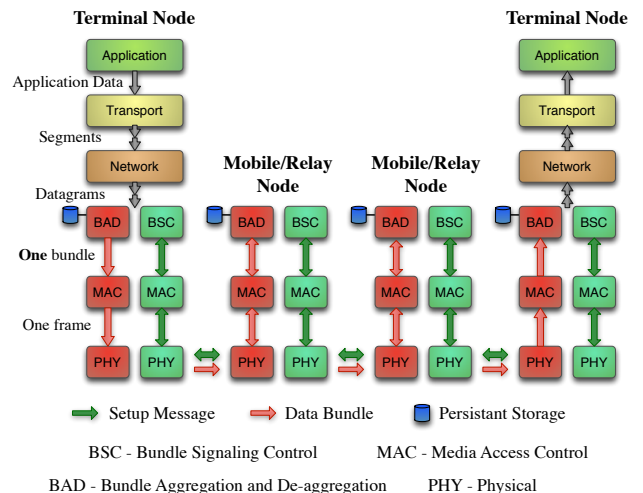 Terminal Node Terminal Node
Application Application
Application Data
Transport Transport
Segments
Network Mobile/Relay Mobile/Relay Network
Node Node
Datagrams
BAD BSC BAD BSC BAD BSC BAD BSC
One bundle
MAC MAC MAC MAC MAC MAC MAC MAC
One frame
PHY PHY PHY PHY PHY PHY PHY PHY
Setup Message Data Bundle Persistant Storage
BSC - Bundle Signaling Control MAC - Media Access Control
BAD - Bundle Aggregation and De-aggregation PHY - Physical